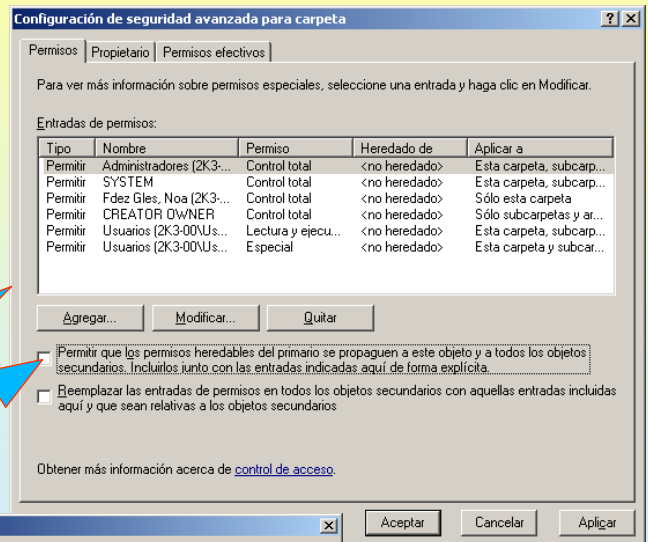 Configuración de seguridad avanzada para carpeta
Permisos Propietario Permisos efectivos
Para ver más información sobre permisos especiales, seleccione una entrada y haga clic en Modificar.
Entradas de permisos:
Tipo Nombre Permiso Heredado de Aplicar a
Permitir Administradores (2K3-... Control total <no heredado> Esta carpeta, subcarp...
Permitir SYSTEM Control total <no heredado> Esta carpeta, subcarp...
Permitir Fdez Gles, Noa (2K3-... Control total <no heredado> Sólo esta carpeta
Permitir CREATOR OWNER Control total <no heredado> Sólo subcarpetas y ar...
Permitir Usuarios (2K3-00\Us... Lectura y ejecu... <no heredado> Esta carpeta, subcarp...
Permitir Usuarios (2K3-00\Us... Especial <no heredado> Esta carpeta y subcar...
Agregar... Modificar... Quitar
Permitir que los permisos heredables del primario se propaguen a este objeto y a todos los objetos
secundarios. Incluirlos junto con las entradas indicadas aquí de forma explícita.
Reemplazar las entradas de permisos en todos los objetos secundarios con aquellas entradas incluidas
aquí y que sean relativas a los objetos secundarios
Obtener más información acerca de control de acceso.
Aceptar Cancelar Aplicar